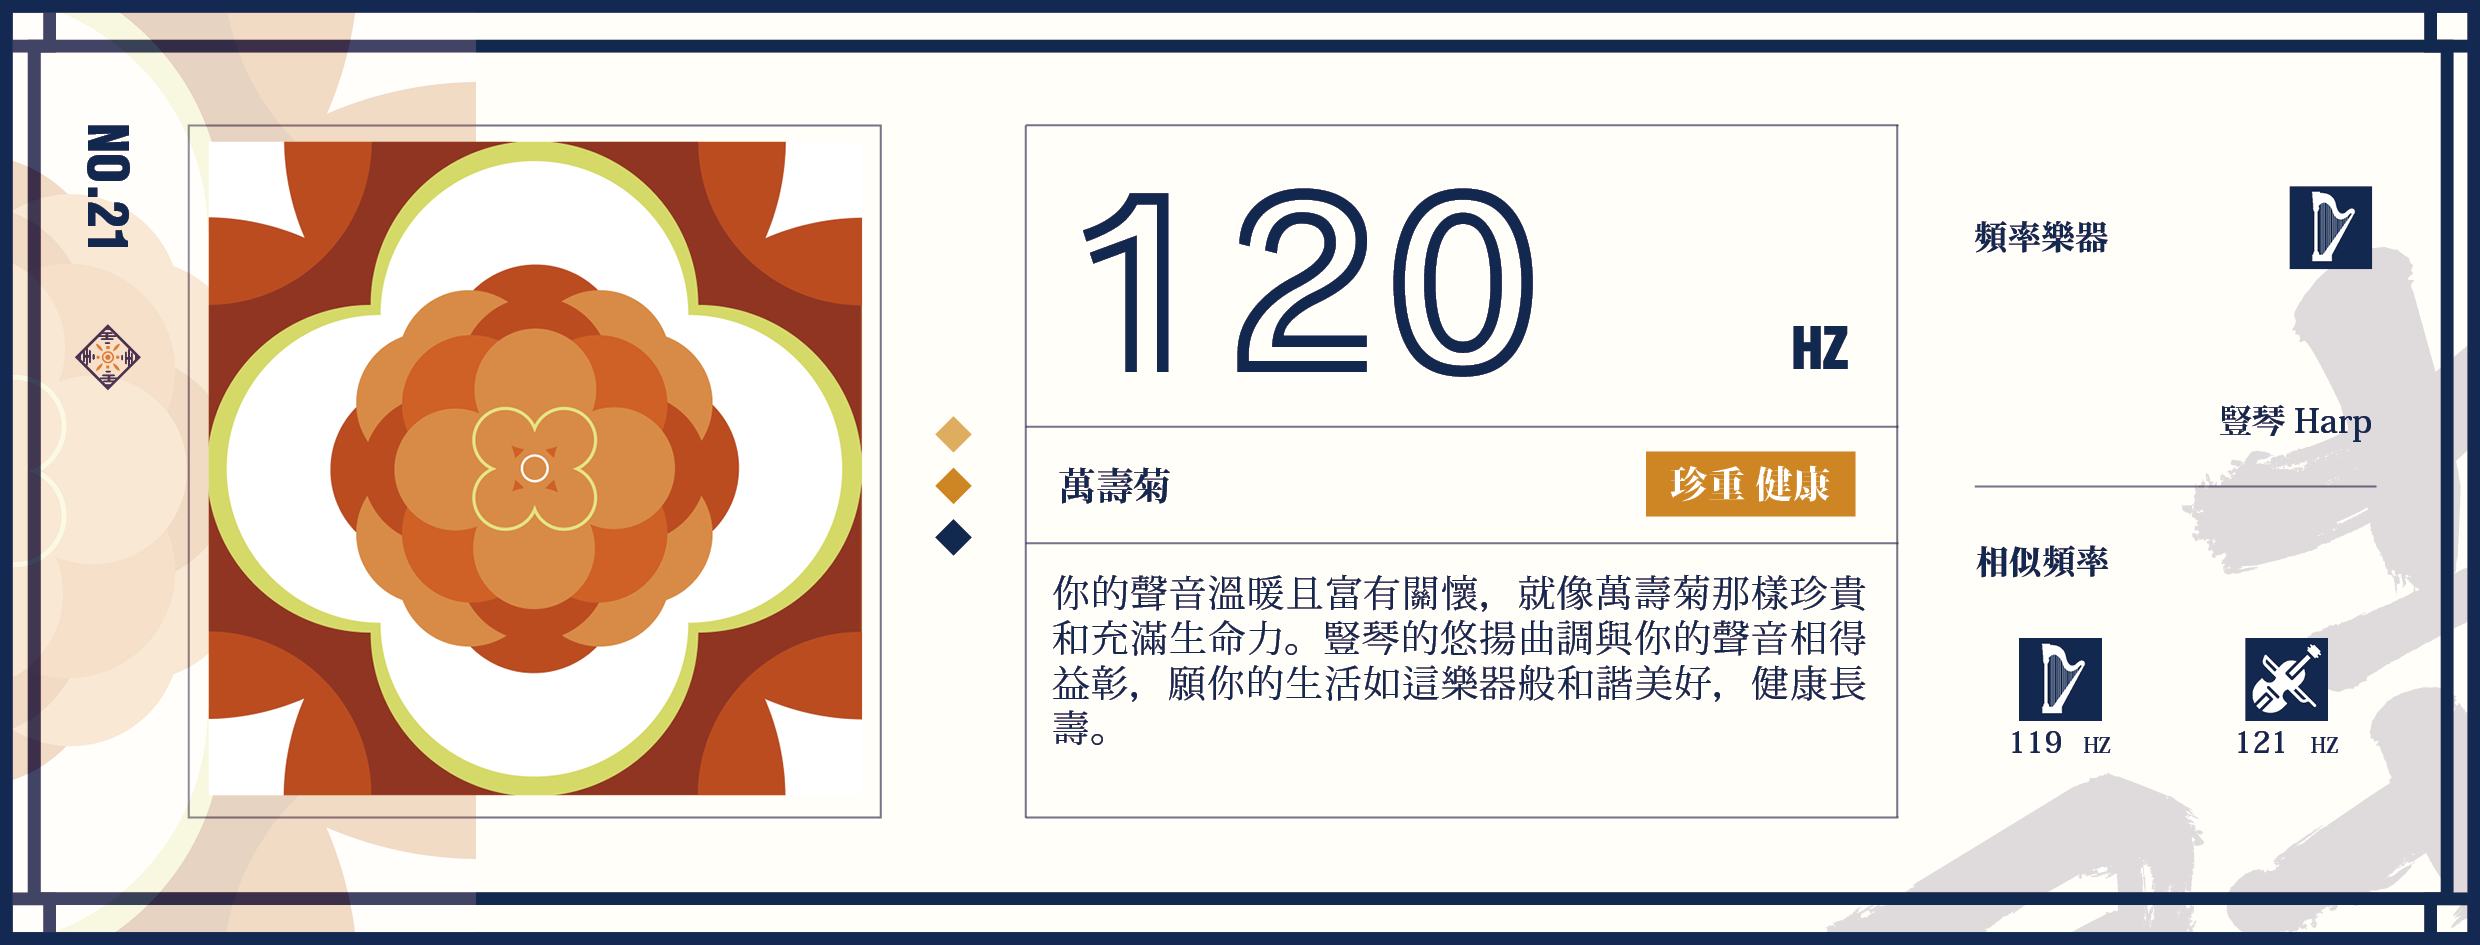 NO.21
120
HZ
萬壽菊
珍重 健康
你的聲音溫暖且富有關懷，就像萬壽菊那樣珍貴
和充滿生命力。豎琴的悠揚曲調與你的聲音相得
益彰，願你的生活如這樂器般和諧美好，健康長
壽。
頻率樂器
豎琴 Harp
相似頻率
119 HZ
121 HZ